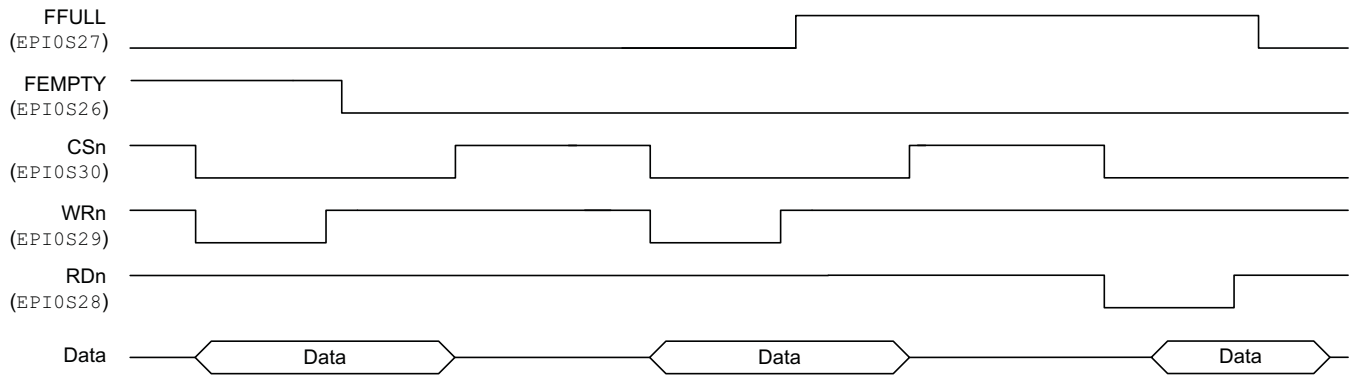 FFULL
(EPI0S27)
FEMPTY
(EPI0S26)
CSn
(EPI0S30)
WRn
(EPI0S29)
RDn
(EPI0S28)
Data Data Data Data